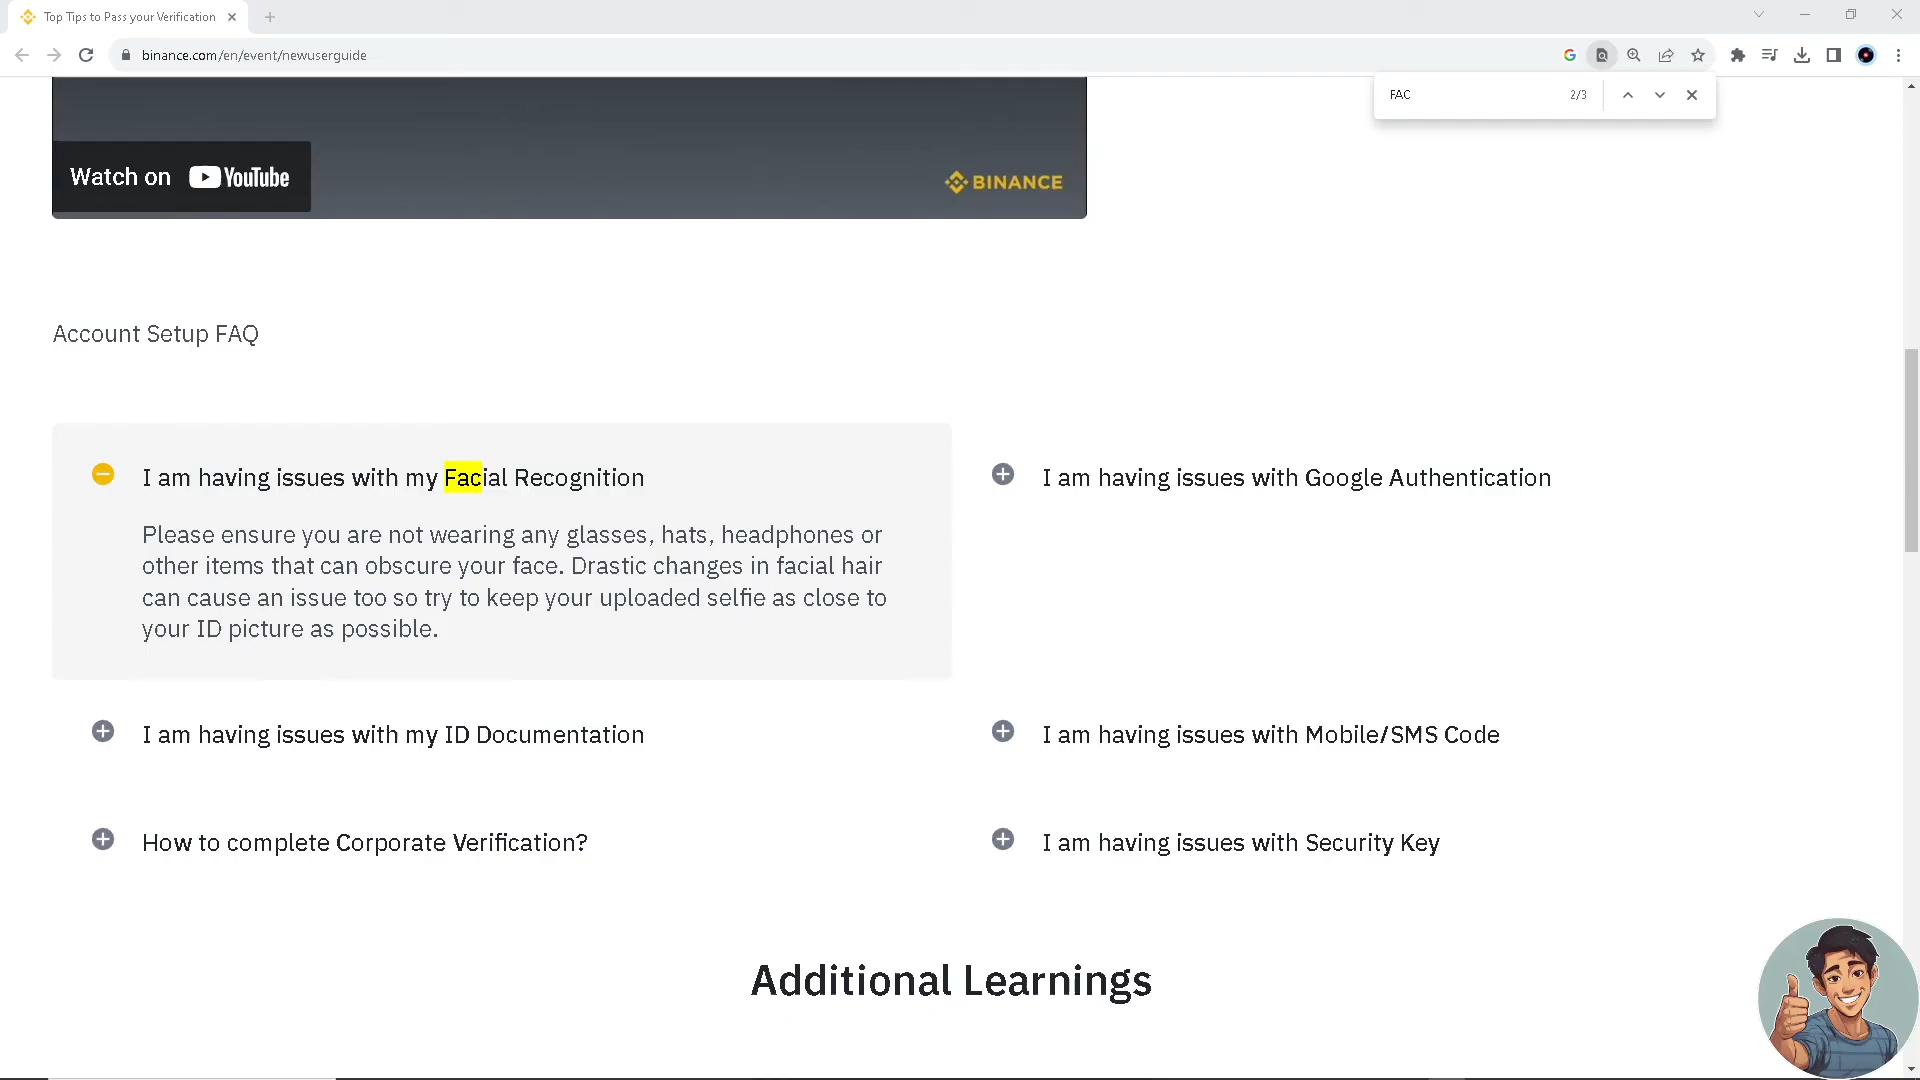 Top Tips to Pass your Verification
binance.com/en/event/newuserguide
FAC 2/3
Watch on YouTube
BINANCE
Account Setup FAQ
I am having issues with my Facial Recognition
Please ensure you are not wearing any glasses, hats, headphones or
other items that can obscure your face. Drastic changes in facial hair
can cause an issue too so try to keep your uploaded selfie as close to
your ID picture as possible.
I am having issues with Google Authentication
I am having issues with my ID Documentation
I am having issues with Mobile/SMS Code
How to complete Corporate Verification?
I am having issues with Security Key
Additional Learnings